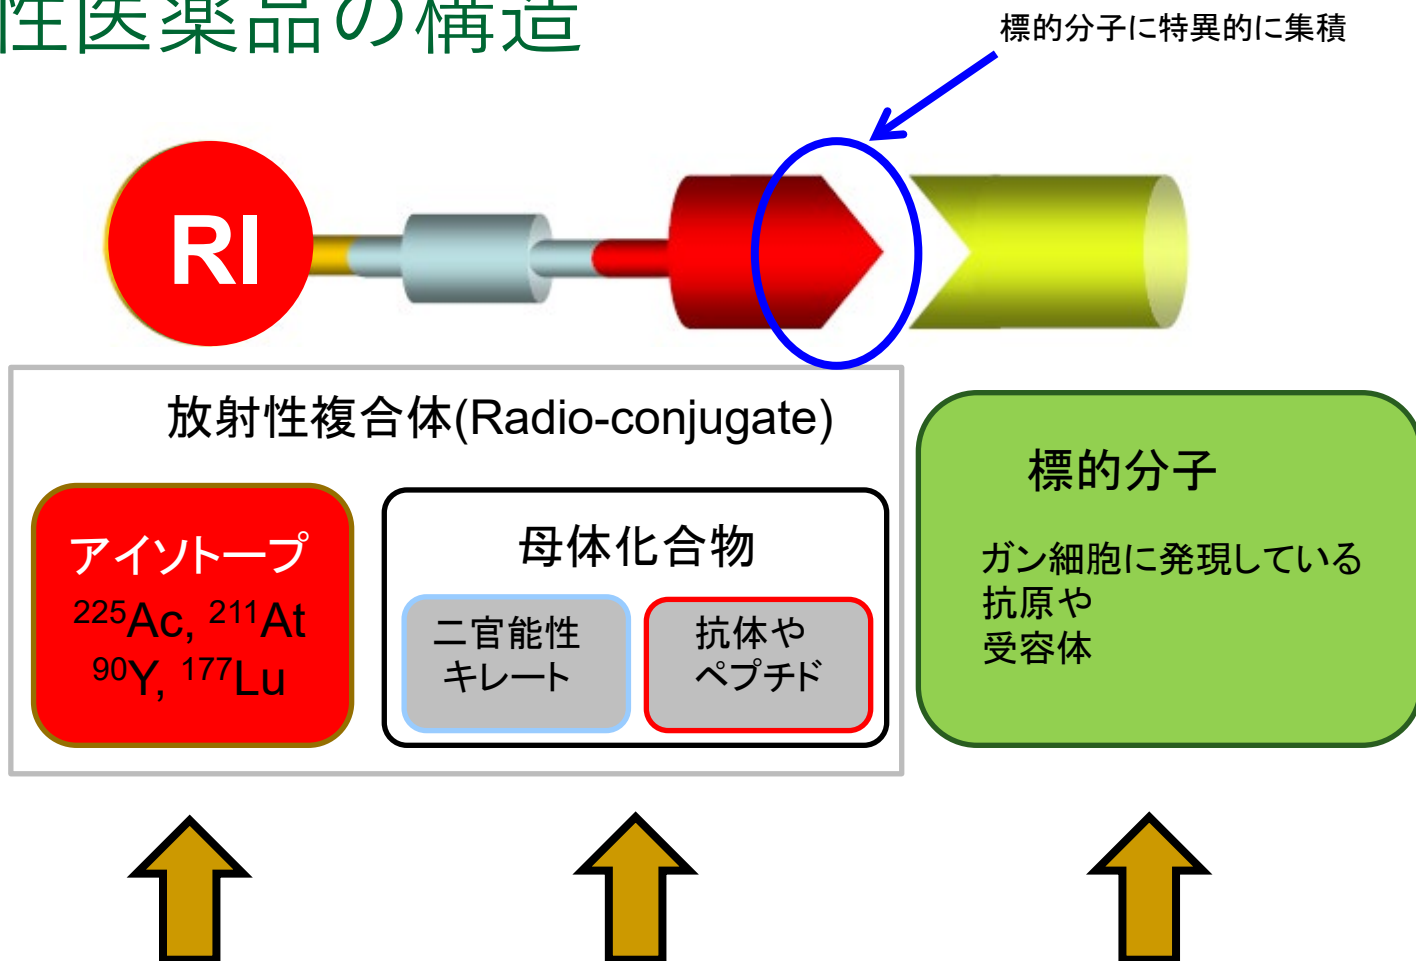 性医薬品の構造
標的分子に特異的に集積
RI
放射性複合体(Radio-conjugate)
アイソトープ
²²⁵Ac, ²¹¹At
⁹⁰Y, ¹⁷⁷Lu
母体化合物
二官能性
キレート
抗体や
ペプチド
標的分子
ガン細胞に発現している
抗原や
受容体